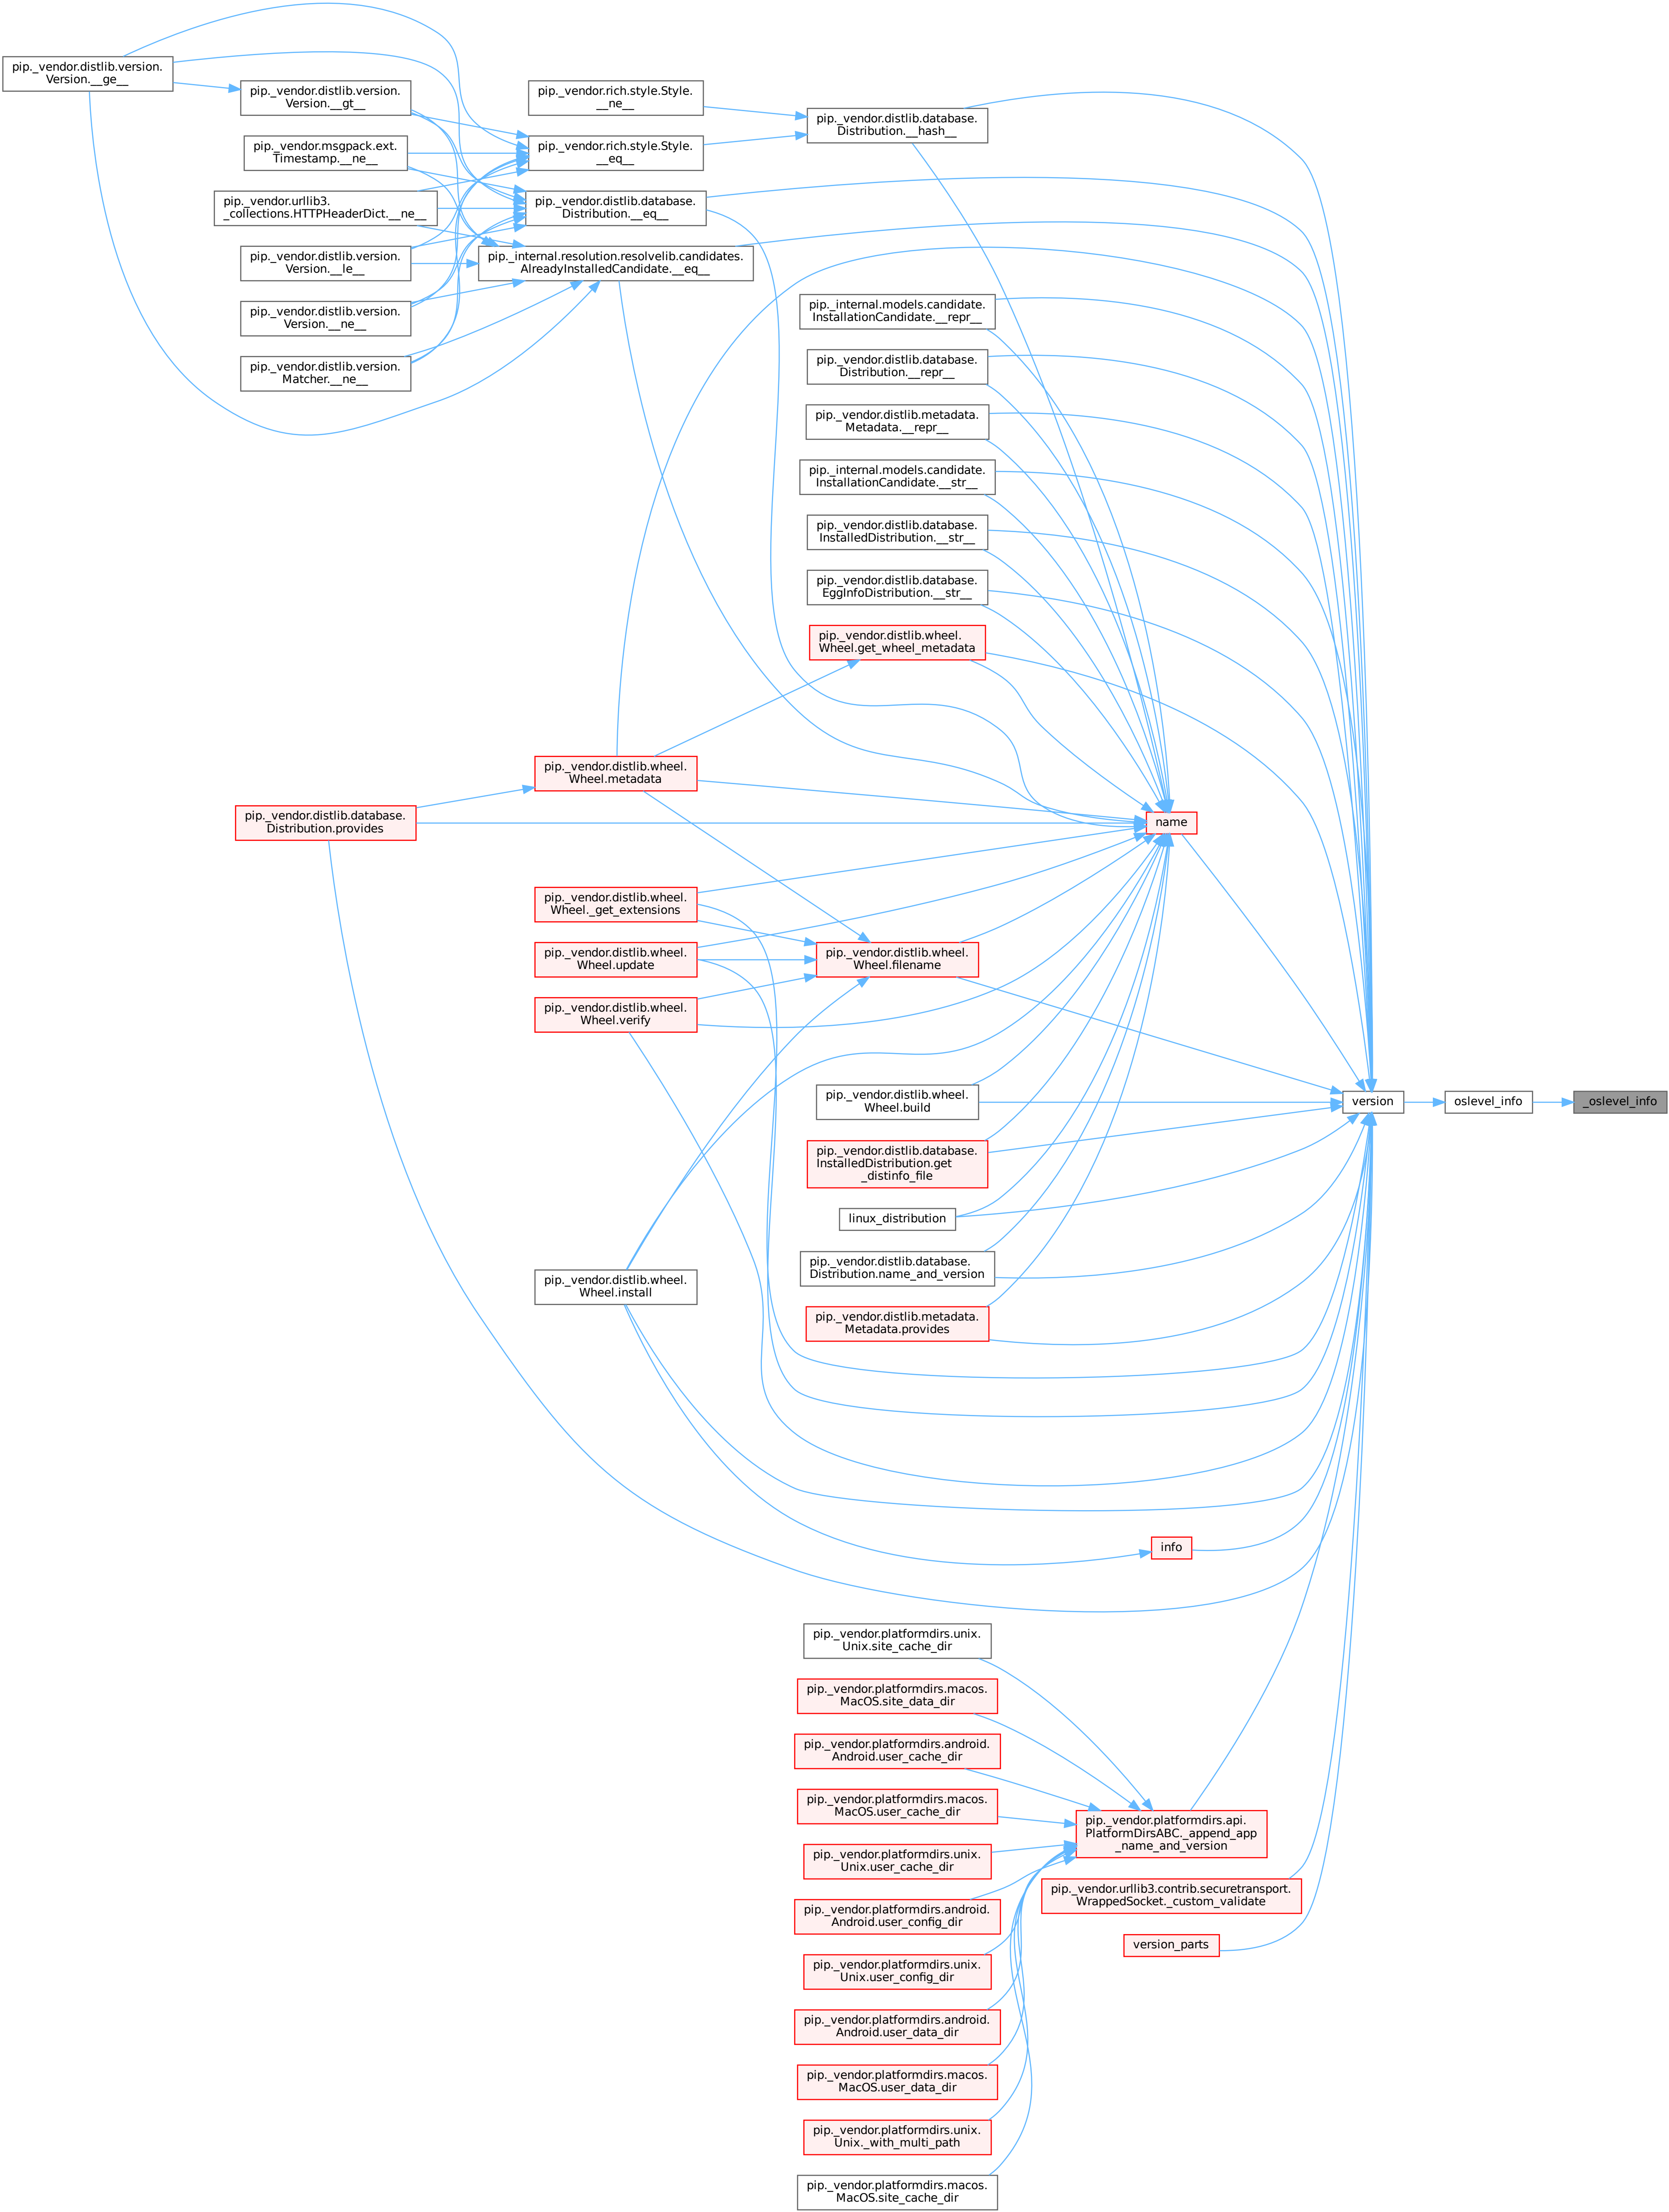 pip._vendor.distlib.version.
Version.__ge__
pip._vendor.distlib.version.
Version.__gt__
pip._vendor.msgpack.ext.
Timestamp.__ne__
pip._vendor.urllib3.
_collections.HTTPHeaderDict.__ne__
pip._vendor.distlib.version.
Version.__le__
pip._vendor.distlib.version.
Version.__ne__
pip._vendor.distlib.version.
Matcher.__ne__
pip._vendor.rich.style.Style.
__ne__
pip._vendor.rich.style.Style.
__eq__
pip._vendor.distlib.database.
Distribution.__eq__
pip._internal.resolution.resolvelib.candidates.
AlreadyInstalledCandidate.__eq__
pip._vendor.distlib.database.
Distribution.__hash__
pip._internal.models.candidate.
InstallationCandidate.__repr__
pip._vendor.distlib.database.
Distribution.__repr__
pip._vendor.distlib.metadata.
Metadata.__repr__
pip._internal.models.candidate.
InstallationCandidate.__str__
pip._vendor.distlib.database.
InstalledDistribution.__str__
pip._vendor.distlib.database.
EggInfoDistribution.__str__
pip._vendor.distlib.wheel.
Wheel.get_wheel_metadata
pip._vendor.distlib.wheel.
Wheel.metadata
pip._vendor.distlib.database.
Distribution.provides
name
pip._vendor.distlib.wheel.
Wheel._get_extensions
pip._vendor.distlib.wheel.
Wheel.update
pip._vendor.distlib.wheel.
Wheel.filename
pip._vendor.distlib.wheel.
Wheel.verify
pip._vendor.distlib.wheel.
Wheel.build
version
oslevel_info
_oslevel_info
pip._vendor.distlib.database.
InstalledDistribution.get
_distinfo_file
linux_distribution
pip._vendor.distlib.database.
Distribution.name_and_version
pip._vendor.distlib.wheel.
Wheel.install
pip._vendor.distlib.metadata.
Metadata.provides
info
pip._vendor.platformdirs.unix.
Unix.site_cache_dir
pip._vendor.platformdirs.macos.
MacOS.site_data_dir
pip._vendor.platformdirs.android.
Android.user_cache_dir
pip._vendor.platformdirs.macos.
MacOS.user_cache_dir
pip._vendor.platformdirs.api.
PlatformDirsABC._append_app
_name_and_version
pip._vendor.platformdirs.unix.
Unix.user_cache_dir
pip._vendor.urllib3.contrib.securetransport.
WrappedSocket._custom_validate
pip._vendor.platformdirs.android.
Android.user_config_dir
version_parts
pip._vendor.platformdirs.unix.
Unix.user_config_dir
pip._vendor.platformdirs.android.
Android.user_data_dir
pip._vendor.platformdirs.macos.
MacOS.user_data_dir
pip._vendor.platformdirs.unix.
Unix._with_multi_path
pip._vendor.platformdirs.macos.
MacOS.site_cache_dir